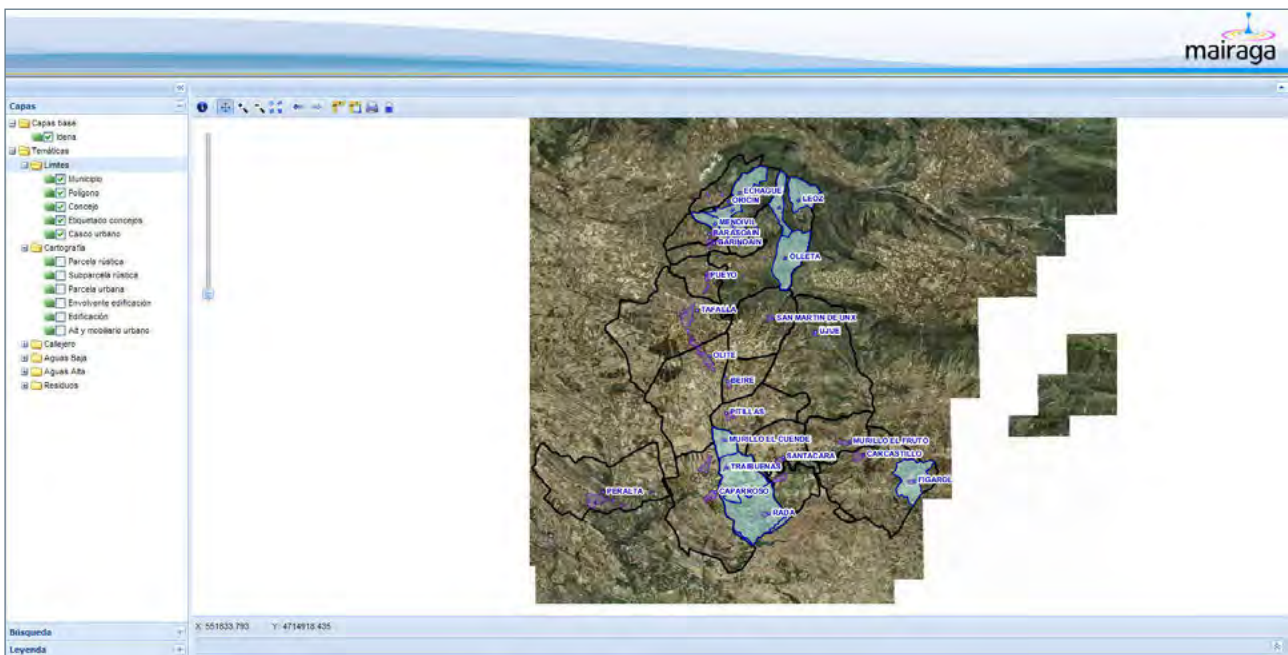 mairaga
Capas
Capas base
Idena
Temáticas
Límites
Municipio
Polígono
Concejo
Etiquetado concejos
Casco urbano
Cartografía
Parcela rústica
Subparcela rústica
Parcela urbana
Envolvente edificación
Edificación
Alt y mobiliario urbano
Callejero
Aguas Baja
Aguas Alta
Residuos
Búsqueda
Leyenda
ECHAGUE
ORICIN
LEOZ
MENDIVIL
BARASOAIN
GARINOAIN
OLLETA
PUEYO
TAFALLA
SAN MARTIN DE UNX
UJUE
OLITE
BEIRE
PITILLAS
MURILLO EL CUENDE
MURILLO EL FRUTO
SANTACARA
CARCASTILLO
TRAIBUENAS
FIGAROL
PERALTA
CAPARROSO
RADA
X: 551833.793 Y: 4714918.435